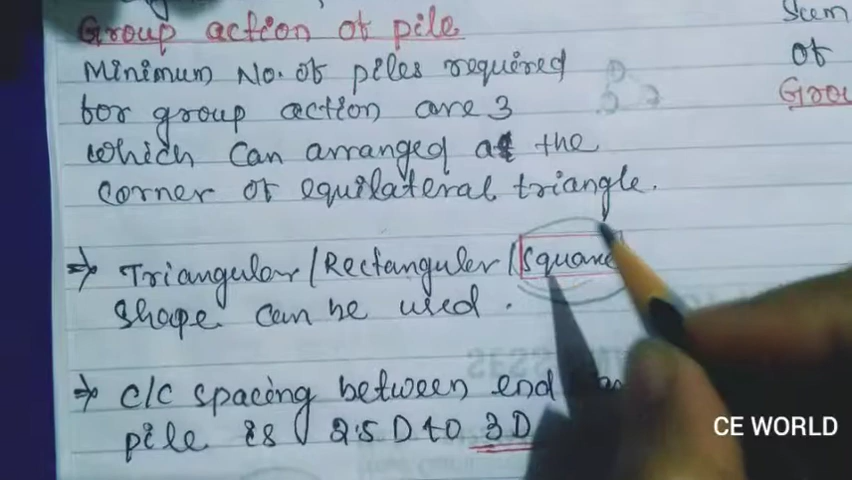 Group action of pile
Minimum No. of piles required
for group action are 3
which can arranged at the
corner of equilateral triangle.
⇒ Triangular/Rectanguler/Square
shape can be used.
⇒ C/C spacing between end
pile is 2.5 D to 3D
of
CE WORLD